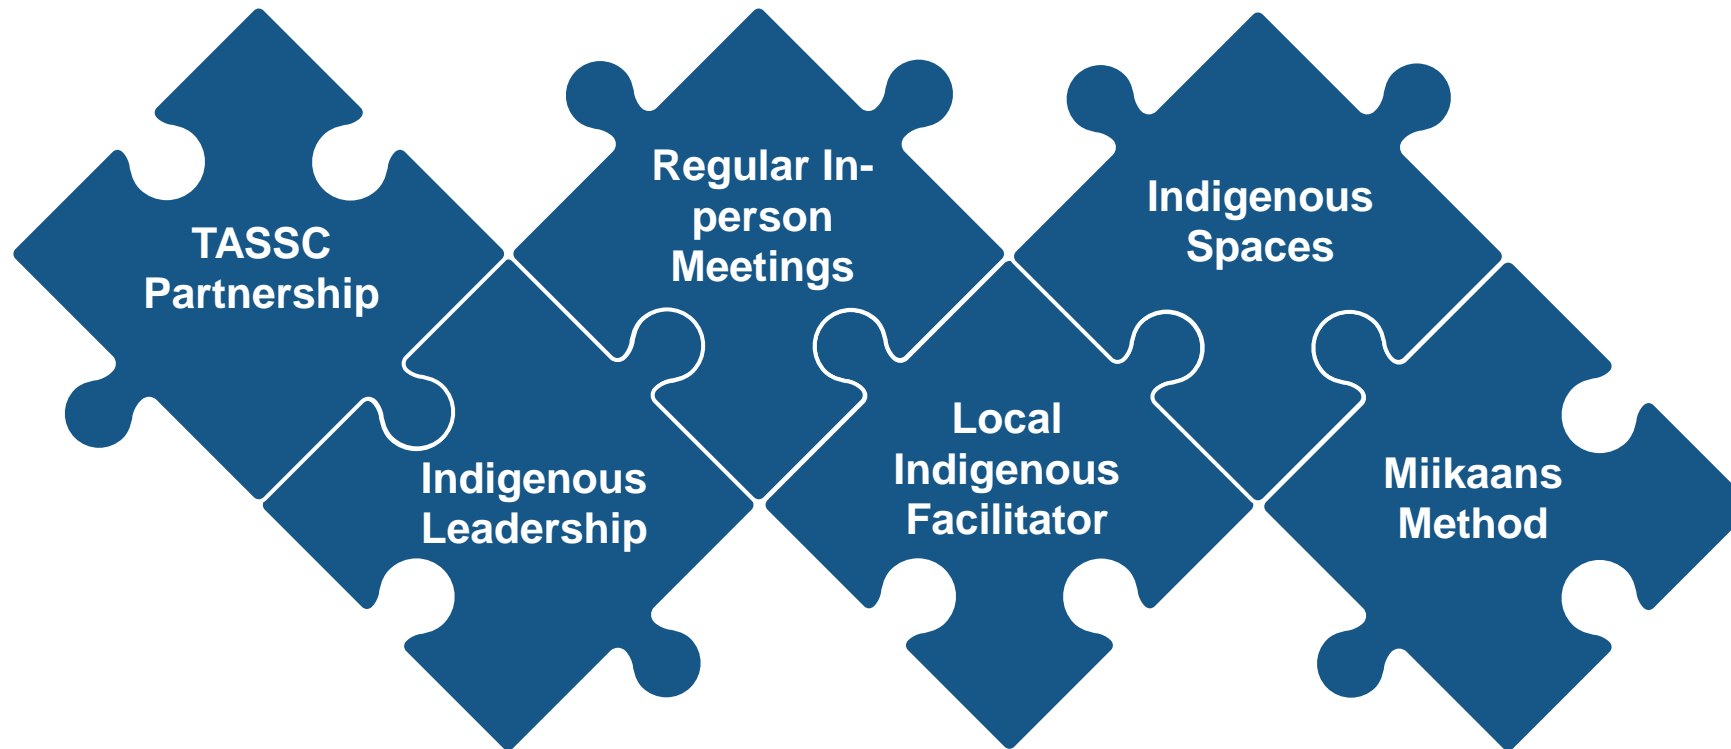 TASSC
Partnership
Indigenous
Leadership
Regular In-
person
Meetings
Local
Indigenous
Facilitator
Indigenous
Spaces
Miikaans
Method